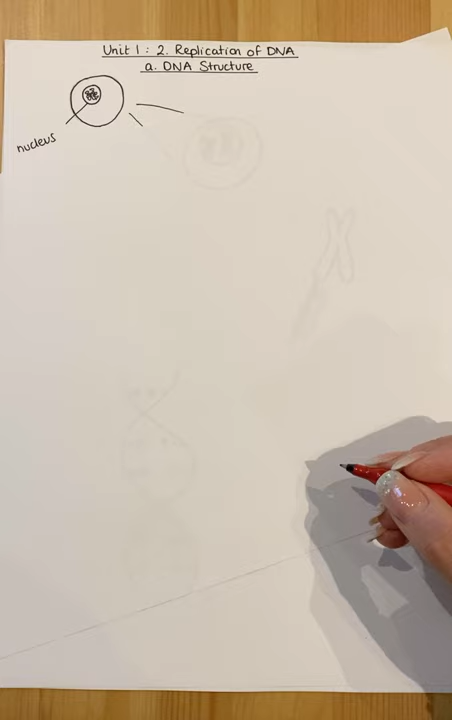 Unit 1 : 2. Replication of DNA
a. DNA Structure
nucleus